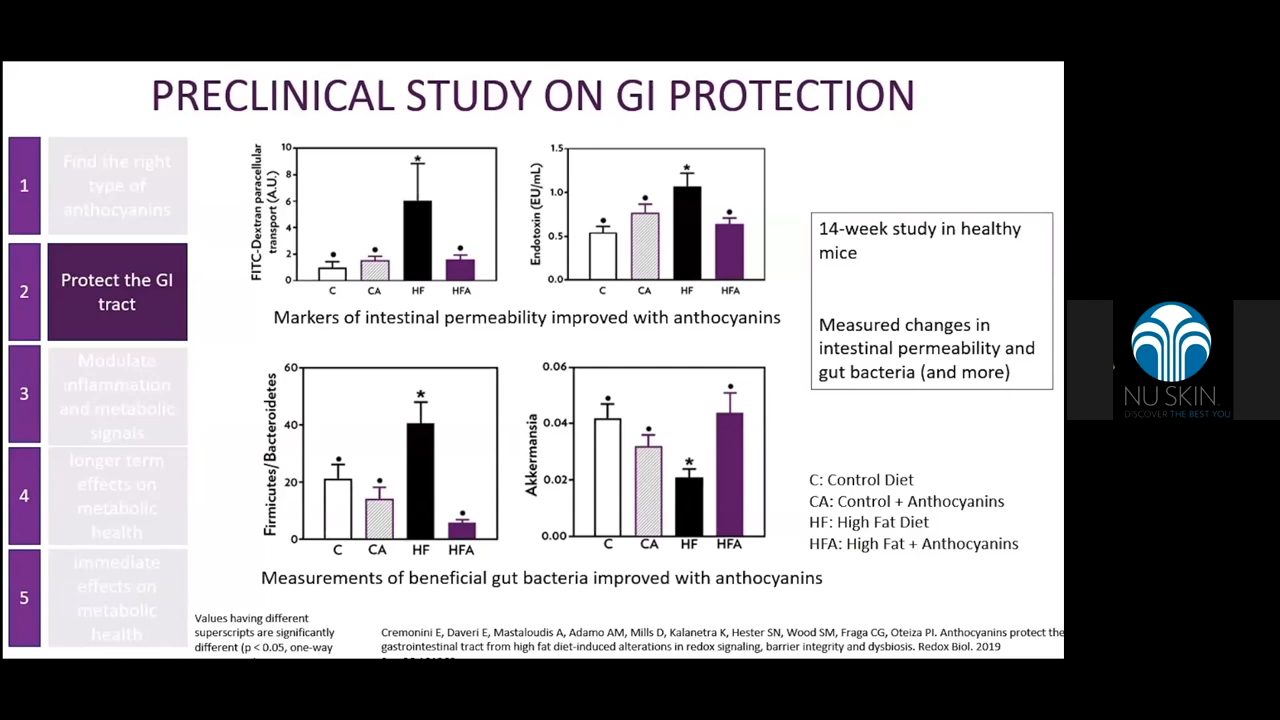 PRECLINICAL STUDY ON GI PROTECTION
1
Find the right
type of
anthocyanins
2
Protect the GI
tract
3
Modulate
inflammation
and metabolic
signals
4
longer term
effects on
metabolic
health
5
immediate
effects on
metabolic
health
FITC-Dextran paracellular
transport (A.U.)
10
8
6
4
2
0
*
C
CA
HF
HFA
Endotoxin (EU/mL)
1.5
1.0
0.5
0.0
*
C
CA
HF
HFA
Markers of intestinal permeability improved with anthocyanins
Firmicutes/Bacteroidetes
60
40
20
0
*
C
CA
HF
HFA
Akkermansia
0.06
0.04
0.02
0.00
*
C
CA
HF
HFA
Measurements of beneficial gut bacteria improved with anthocyanins
14-week study in healthy
mice
Measured changes in
intestinal permeability and
gut bacteria (and more)
C: Control Diet
CA: Control + Anthocyanins
HF: High Fat Diet
HFA: High Fat + Anthocyanins
Values having different
superscripts are significantly
different (p < 0.05, one-way
Cremonini E, Daveri E, Mastaloudis A, Adamo AM, Mills D, Kalanetra K, Hester SN, Wood SM, Fraga CG, Oteiza PI. Anthocyanins protect the
gastrointestinal tract from high fat diet-induced alterations in redox signaling, barrier integrity and dysbiosis. Redox Biol. 2019
NU SKIN.
DISCOVER THE BEST YOU